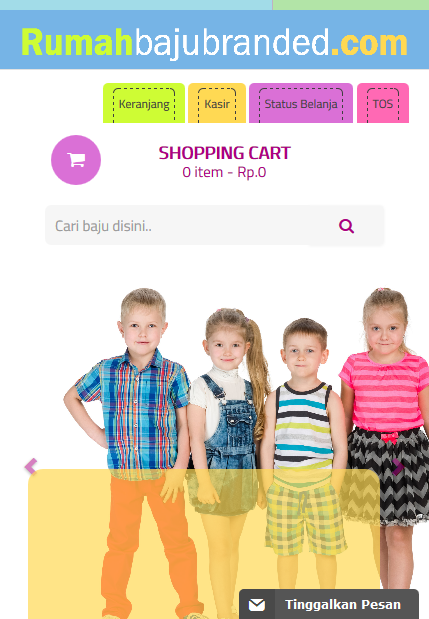 Rumahbajubranded.com
Keranjang Kasir Status Belanja TOS
SHOPPING CART
0 item - Rp.0
Cari baju disini..
Tinggalkan Pesan